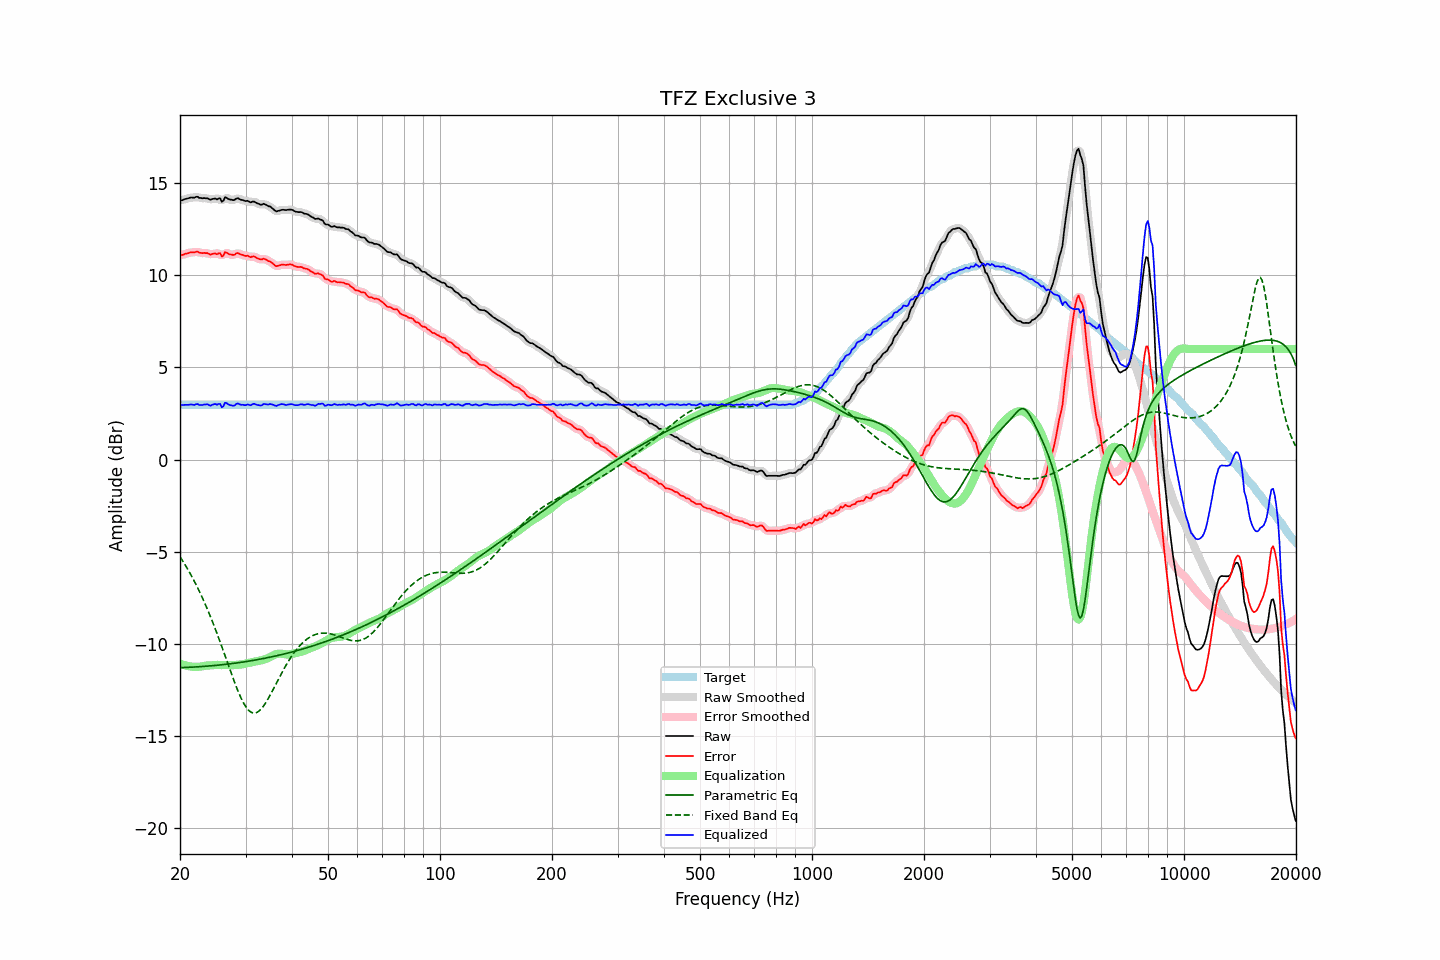 TFZ Exclusive 3
Amplitude (dBr)
15
10
5
0
−5
−10
−15
−20
20
50
100
200
500
1000
2000
5000
10000
20000
Frequency (Hz)
Target
Raw Smoothed
Error Smoothed
Raw
Error
Equalization
Parametric Eq
Fixed Band Eq
Equalized